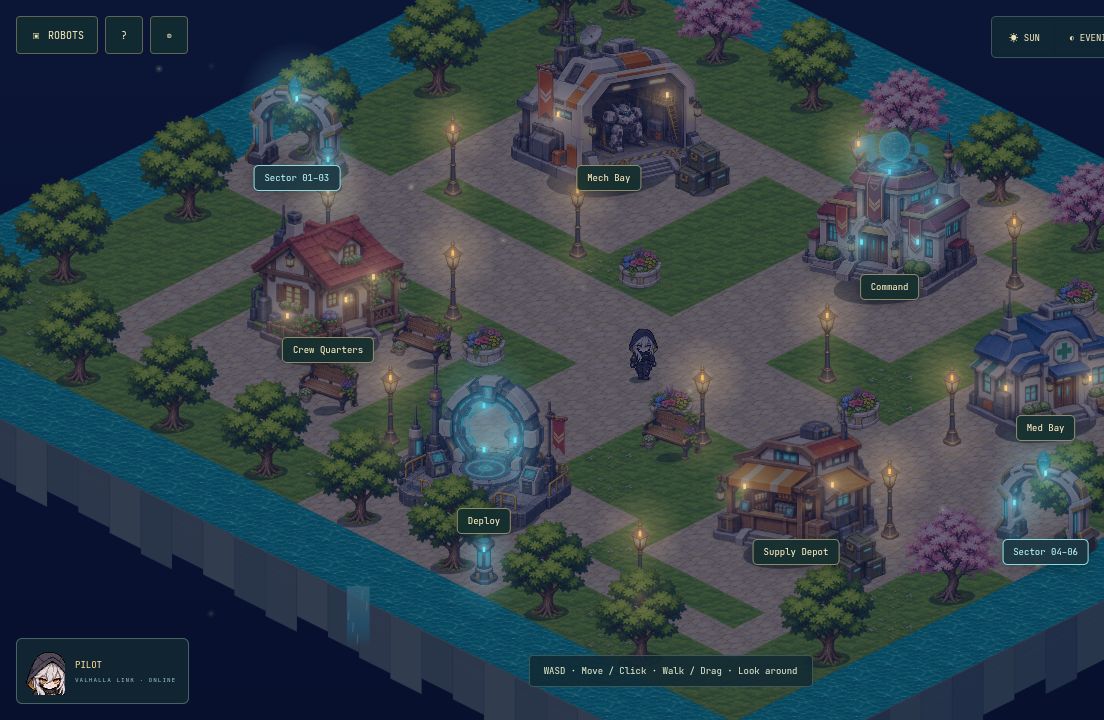 ROBOTS
?
SUN
EVENI
Sector 01–03
Mech Bay
Command
Crew Quarters
Med Bay
Deploy
Supply Depot
Sector 04–06
PILOT
VALHALLA LINK · ONLINE
WASD · Move / Click · Walk / Drag · Look around